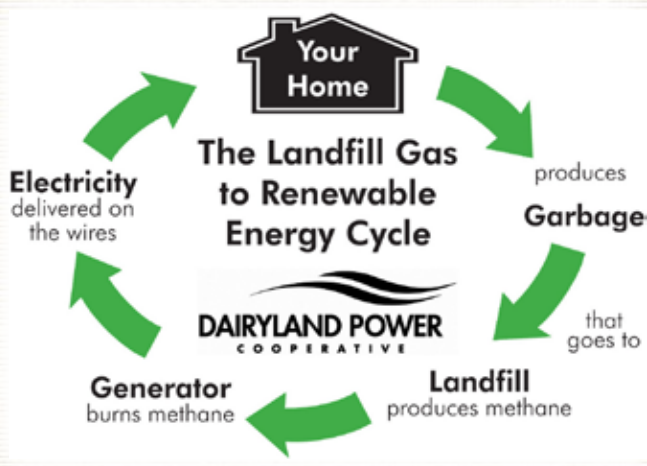 Your
Home
The Landfill Gas
to Renewable
Energy Cycle
DAIRYLAND POWER
COOPERATIVE
produces
Garbage
that
goes to
Landfill
produces methane
Generator
burns methane
Electricity
delivered on
the wires